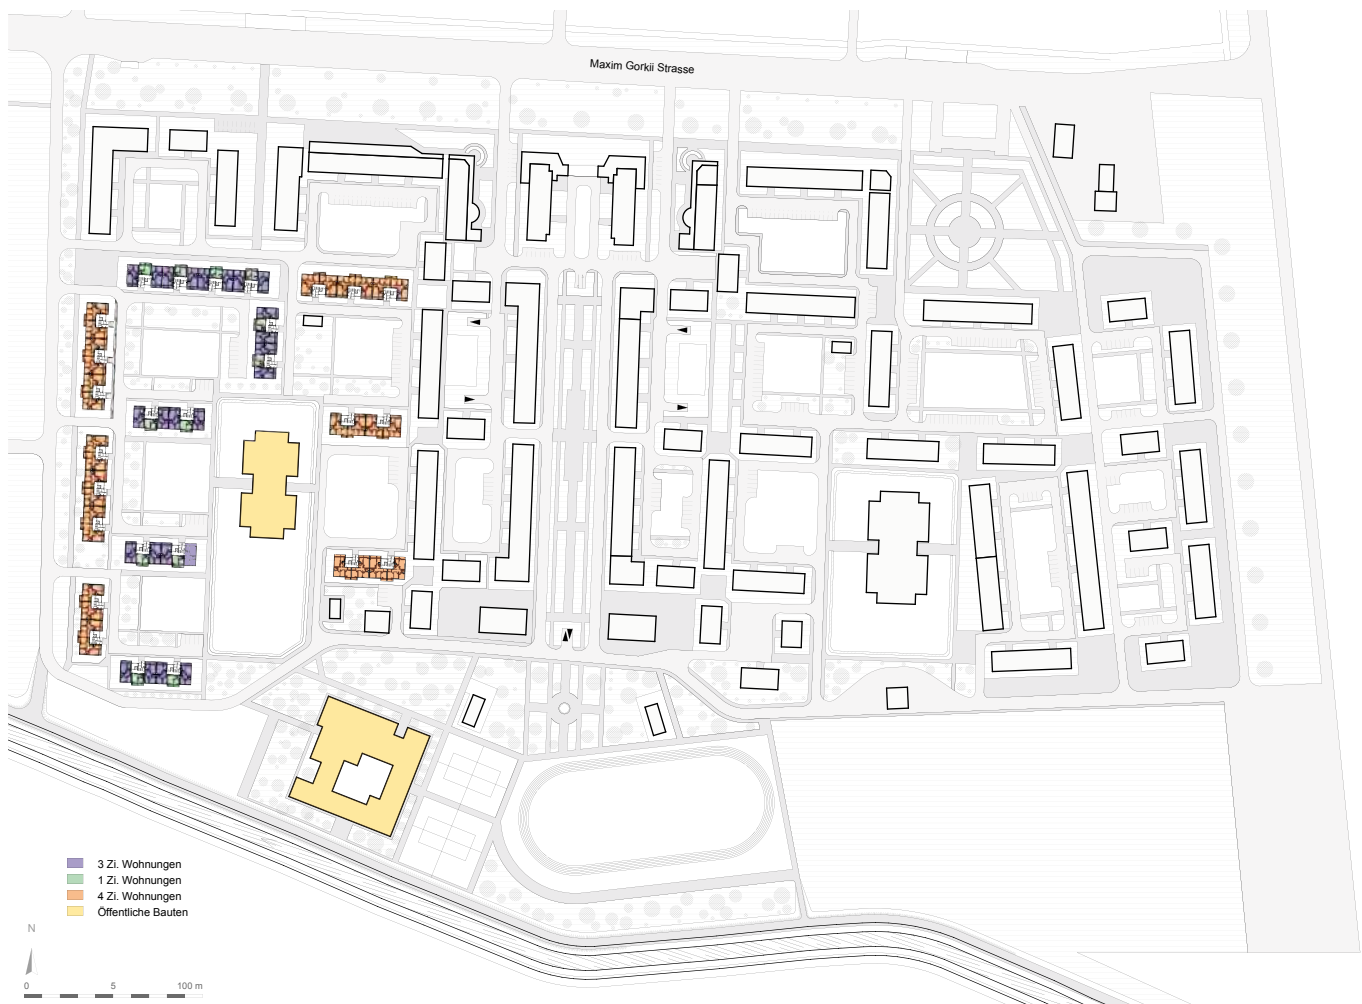 Maxim Gorkii Strasse
3 Zi. Wohnungen
1 Zi. Wohnungen
4 Zi. Wohnungen
Öffentliche Bauten
N
0 5 100 m